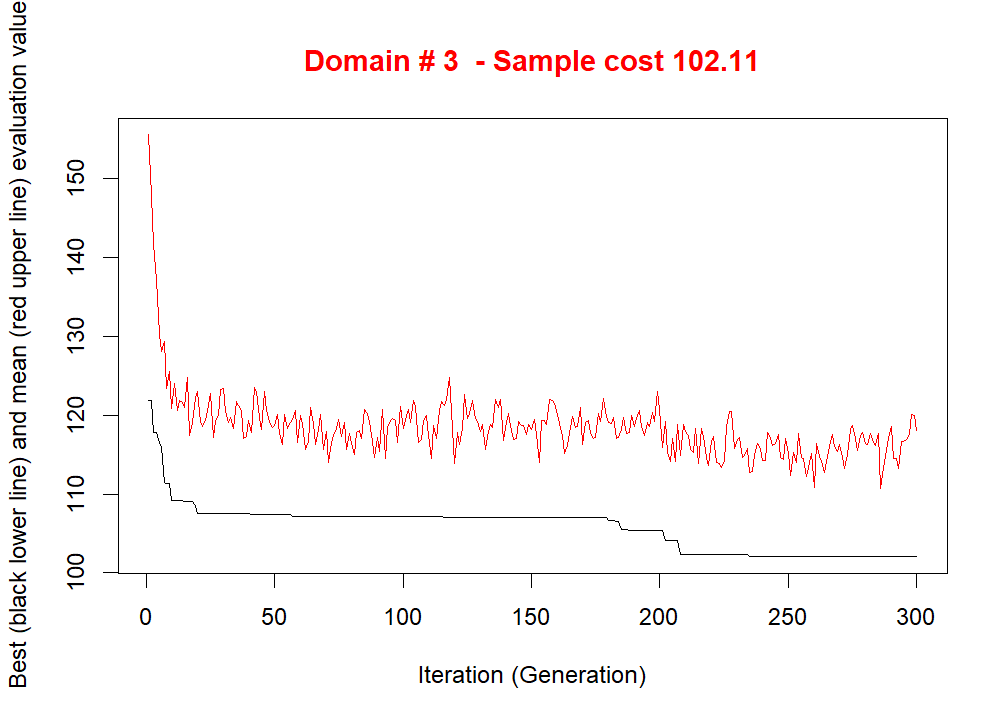 Domain # 3  - Sample cost 102.11
Best (black lower line) and mean (red upper line) evaluation value
150
140
130
120
110
100
0 50 100 150 200 250 300
Iteration (Generation)